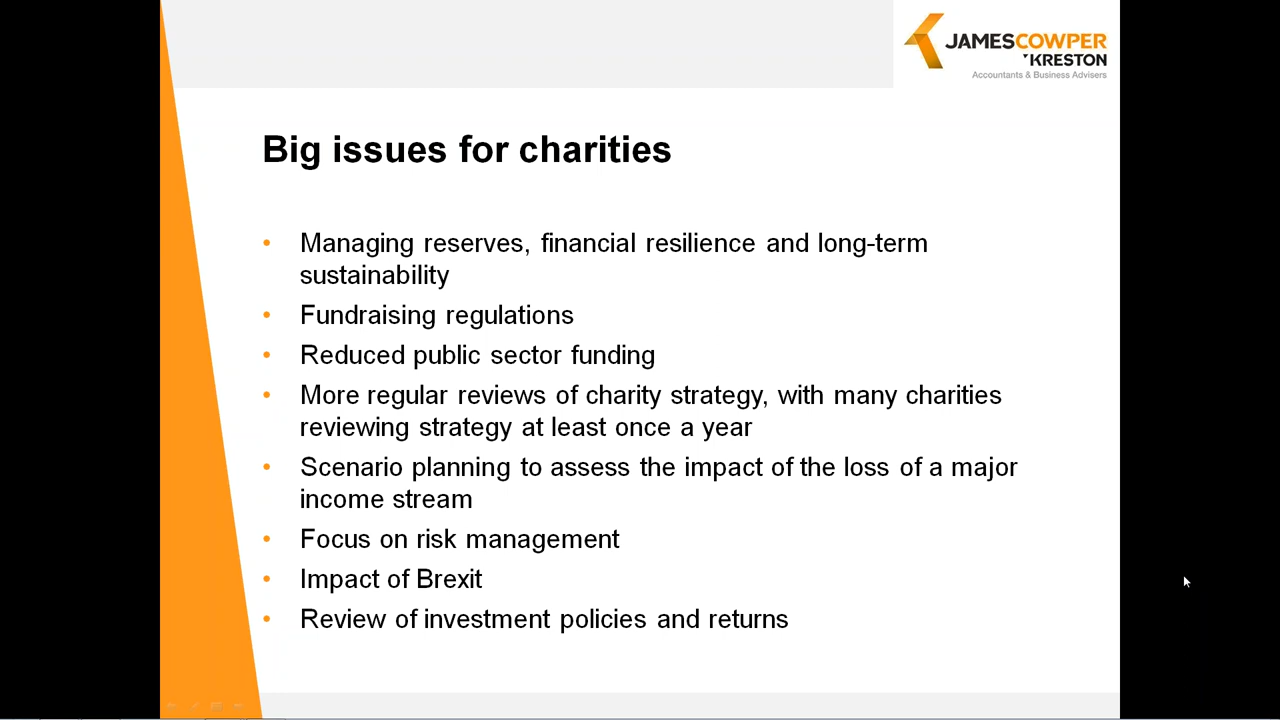 JAMESCOWPER
KRESTON
Accountants & Business Advisers
Big issues for charities
• Managing reserves, financial resilience and long-term
sustainability
• Fundraising regulations
• Reduced public sector funding
• More regular reviews of charity strategy, with many charities
reviewing strategy at least once a year
• Scenario planning to assess the impact of the loss of a major
income stream
• Focus on risk management
• Impact of Brexit
• Review of investment policies and returns